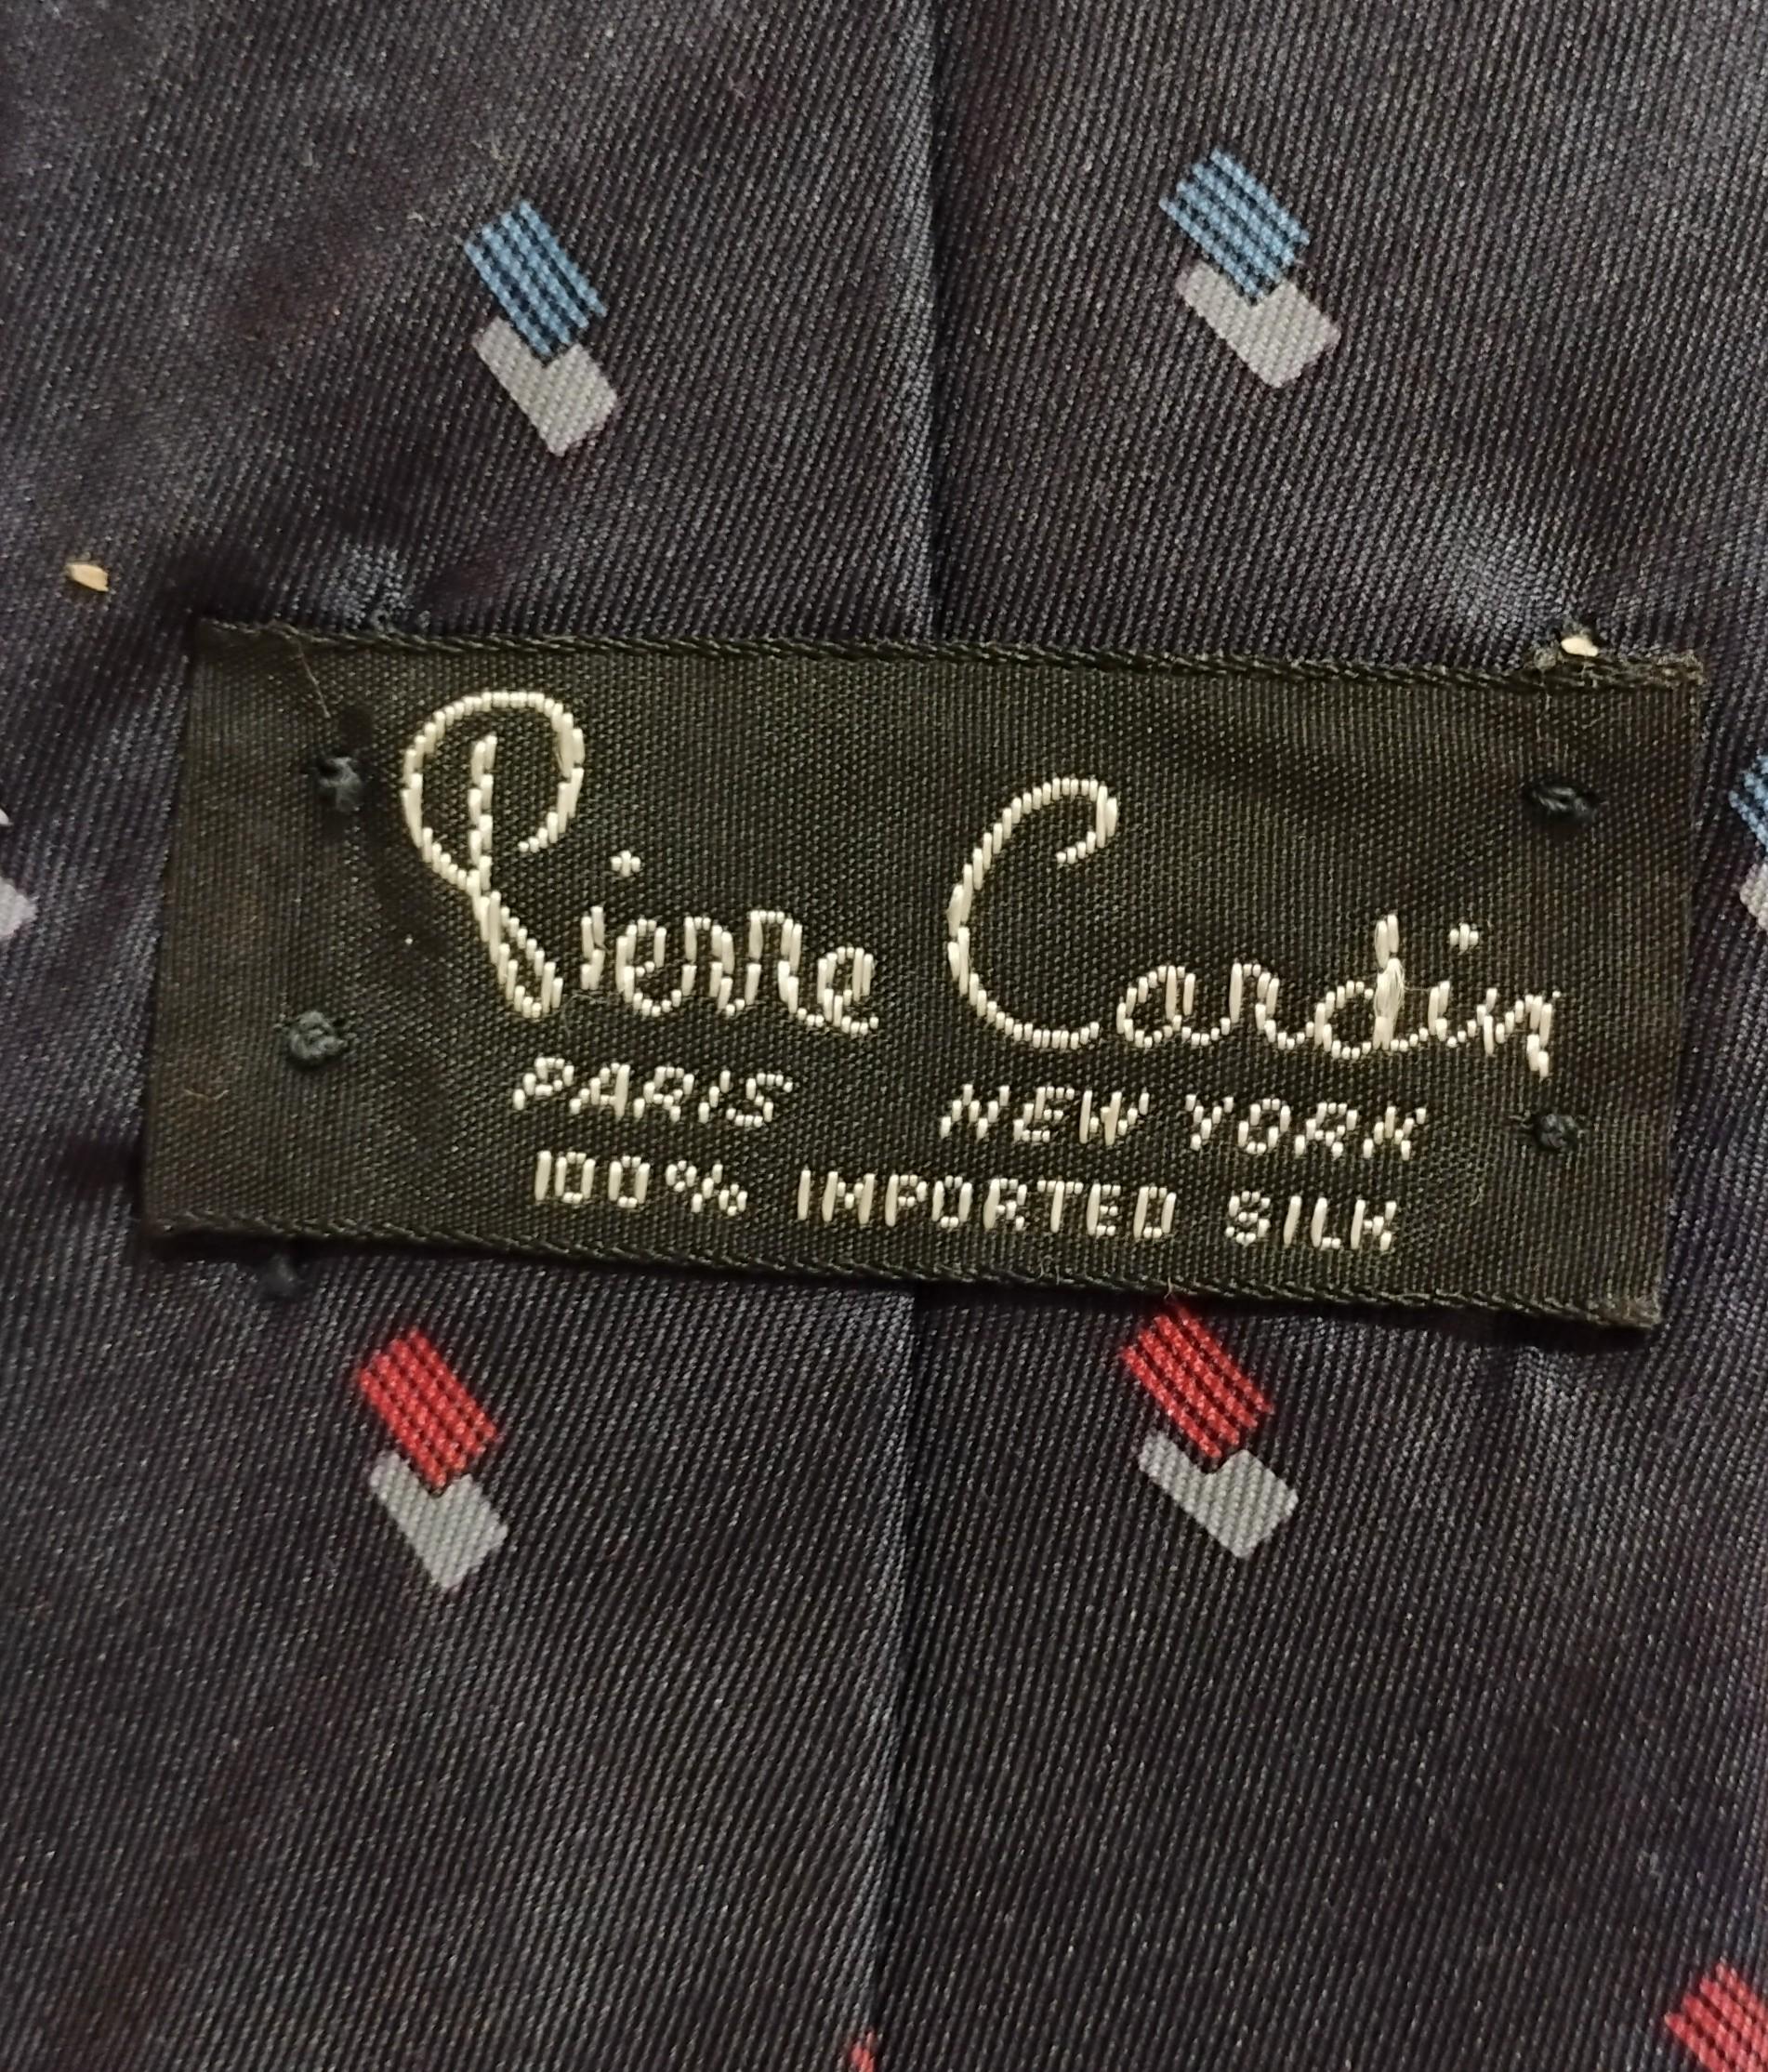 Pierre Cardin
PARIS NEW YORK
100% IMPORTED SILK